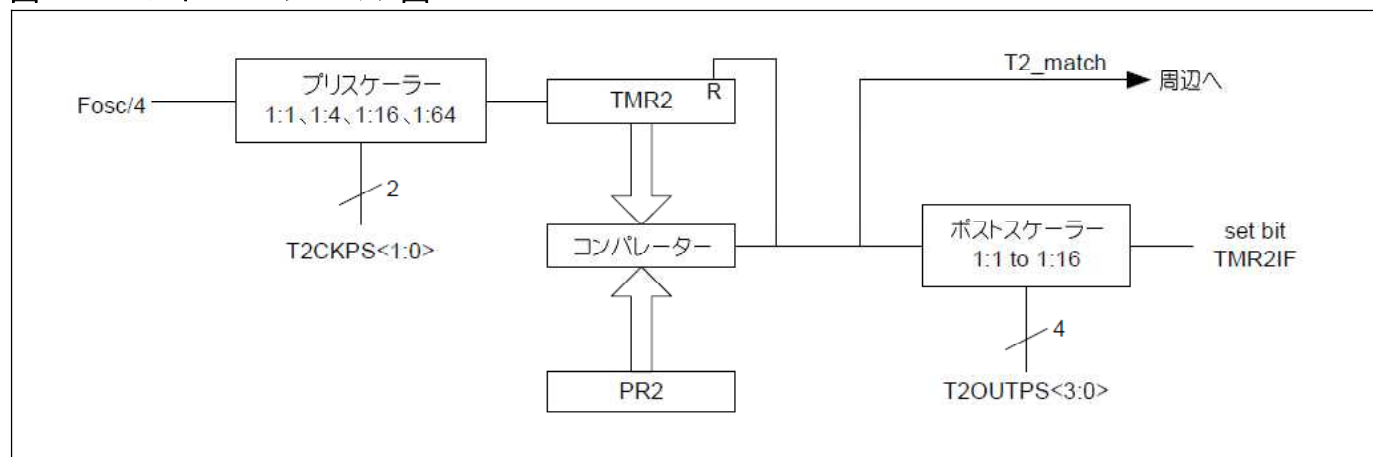 Fosc/4
プリスケーラー
1:1、1:4、1:16、1:64
2
T2CKPS<1:0>
TMR2
R
コンパレーター
PR2
T2_match
周辺へ
ポストスケーラー
1:1 to 1:16
4
T2OUTPS<3:0>
set bit
TMR2IF